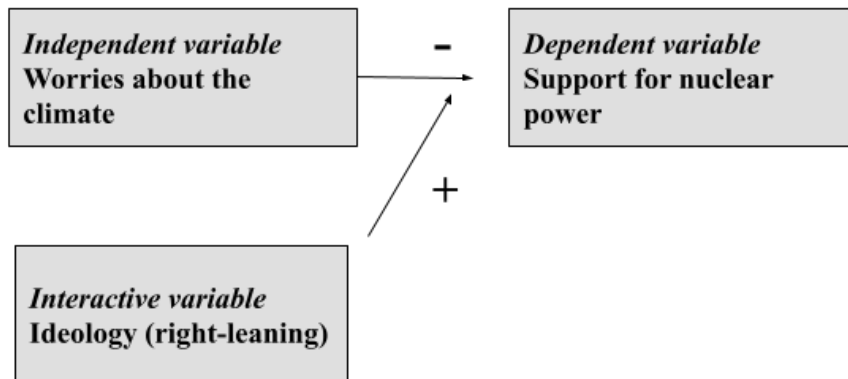 Independent variable
Worries about the
climate
-
Dependent variable
Support for nuclear
power
+
Interactive variable
Ideology (right-leaning)